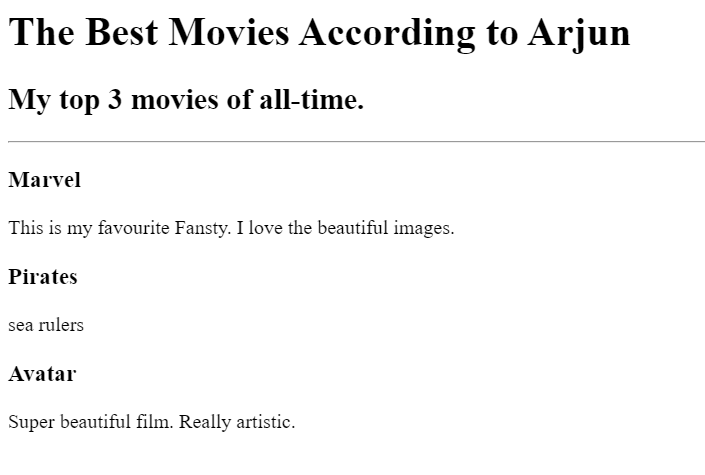 The Best Movies According to Arjun
My top 3 movies of all-time.
Marvel
This is my favourite Fansty. I love the beautiful images.
Pirates
sea rulers
Avatar
Super beautiful film. Really artistic.